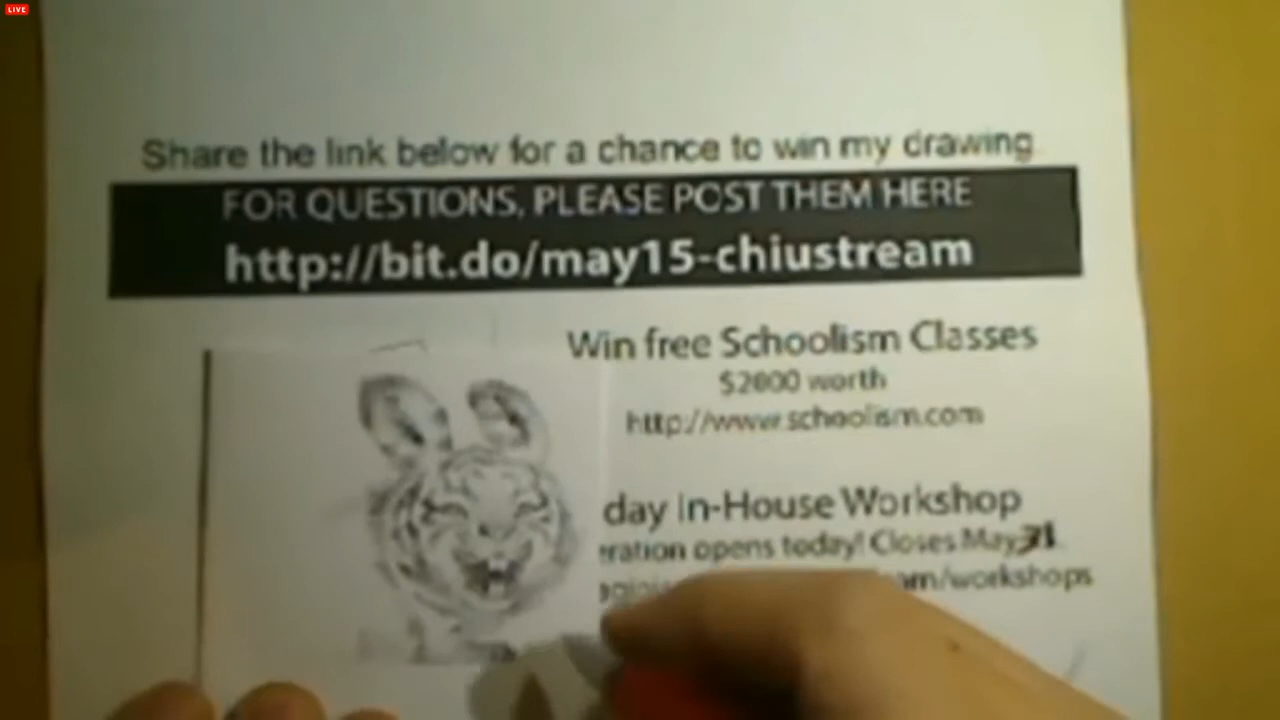 LIVE
Share the link below for a chance to win my drawing
FOR QUESTIONS, PLEASE POST THEM HERE
http://bit.do/may15-chiustream
Win free Schoolism Classes
$2800 worth
http://www.schoolism.com
day In-House Workshop
eration opens today! Closes May 31
am/workshops